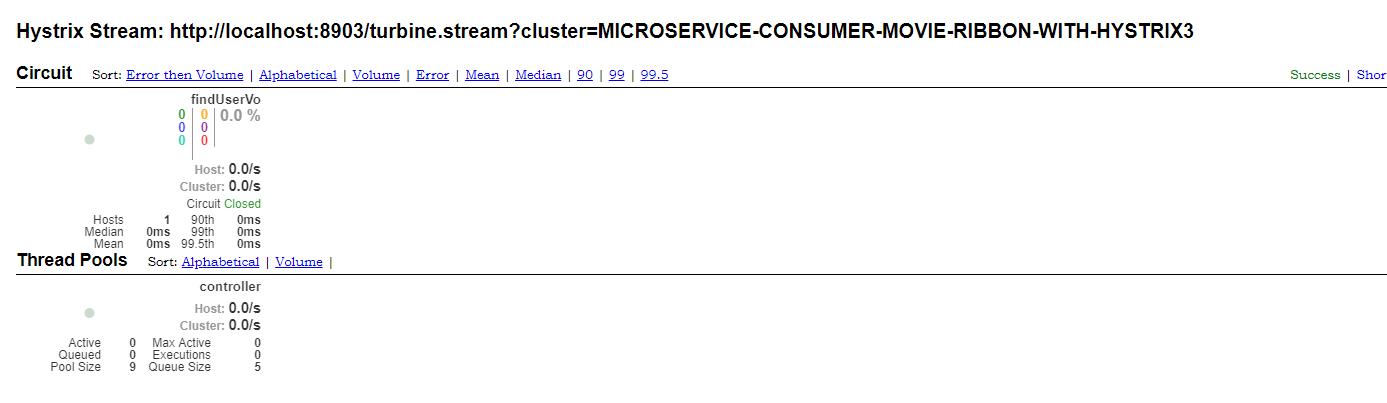 Hystrix Stream: http://localhost:8903/turbine.stream?cluster=MICROSERVICE-CONSUMER-MOVIE-RIBBON-WITH-HYSTRIX3
Circuit Sort: Error then Volume | Alphabetical | Volume | Error | Mean | Median | 90 | 99 | 99.5 Success | Shor
findUserVo
0 0 0.0 %
0 0
0 0
Host: 0.0/s
Cluster: 0.0/s
Circuit Closed
Hosts 1 90th 0ms
Median 0ms 99th 0ms
Mean 0ms 99.5th 0ms
Thread Pools Sort: Alphabetical | Volume |
controller
Host: 0.0/s
Cluster: 0.0/s
Active 0 Max Active 0
Queued 0 Executions 0
Pool Size 9 Queue Size 5